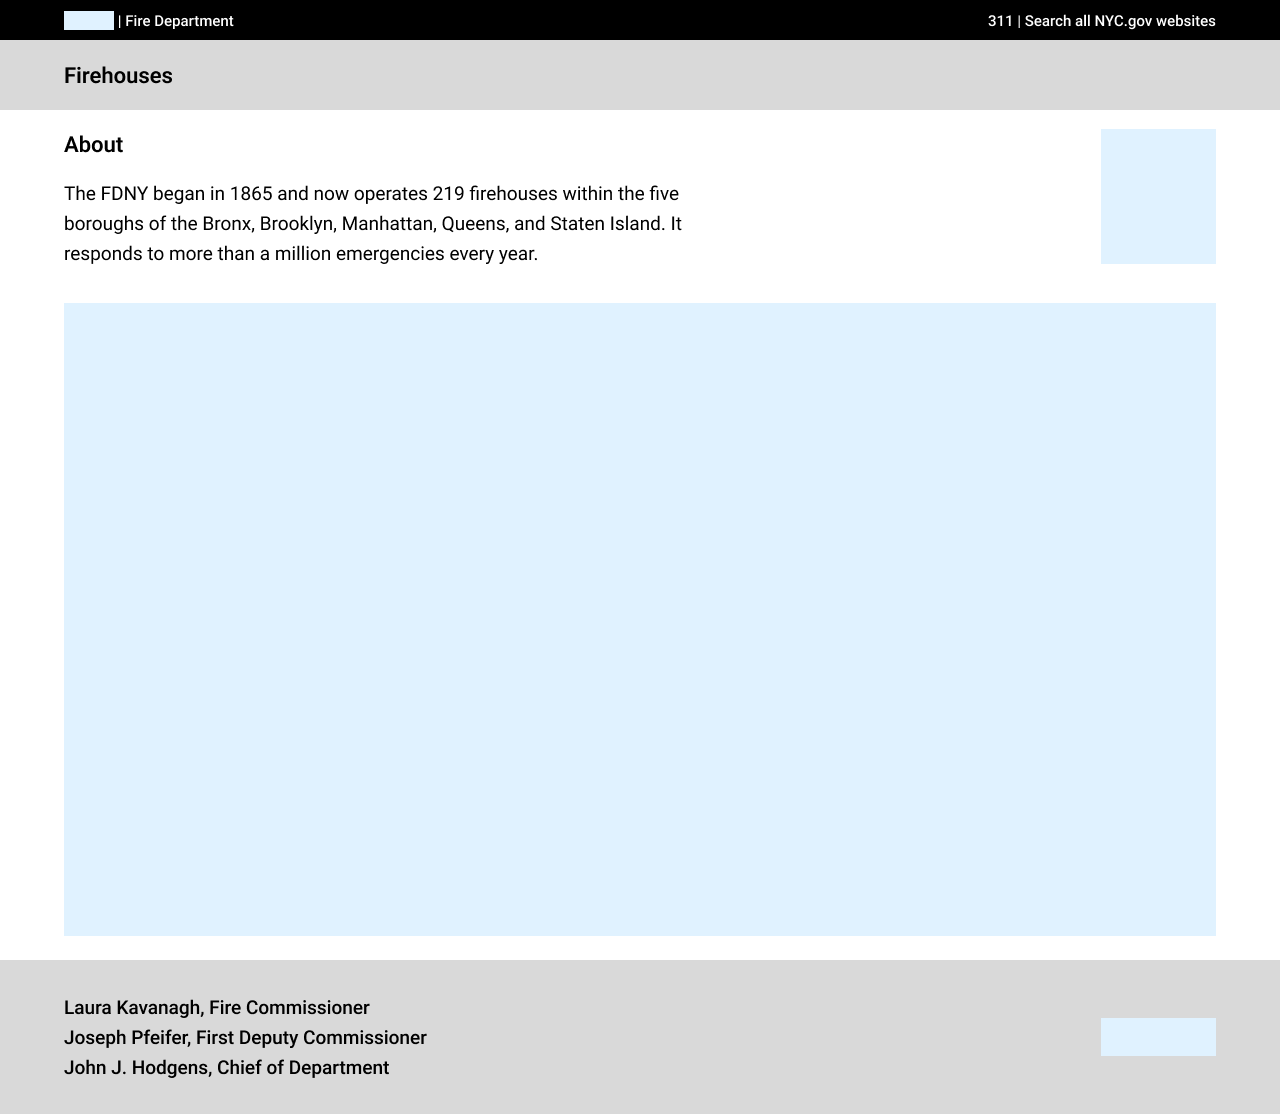 | Fire Department
311 | Search all NYC.gov websites
Firehouses
About
The FDNY began in 1865 and now operates 219 firehouses within the five
boroughs of the Bronx, Brooklyn, Manhattan, Queens, and Staten Island. It
responds to more than a million emergencies every year.
Laura Kavanagh, Fire Commissioner
Joseph Pfeifer, First Deputy Commissioner
John J. Hodgens, Chief of Department